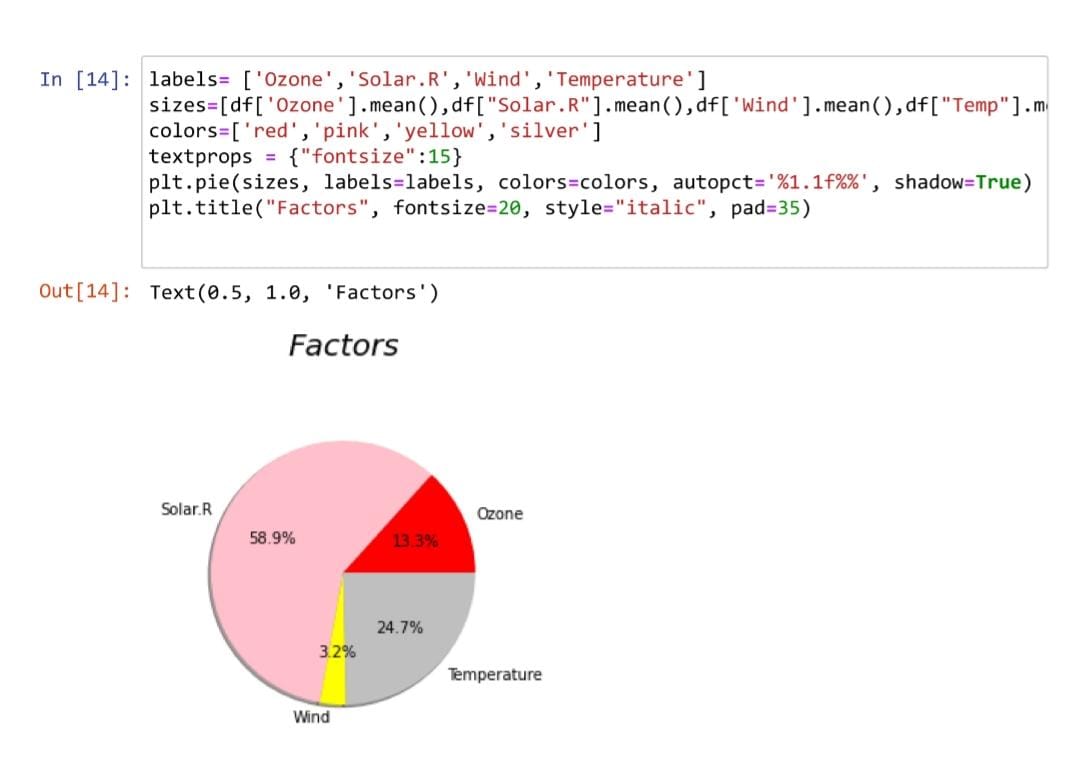 In [14]: labels= ['Ozone','Solar.R','Wind','Temperature']
sizes=[df['Ozone'].mean(),df["Solar.R"].mean(),df['Wind'].mean(),df["Temp"].m
colors=['red','pink','yellow','silver']
textprops = {"fontsize":15}
plt.pie(sizes, labels=labels, colors=colors, autopct='%1.1f%%', shadow=True)
plt.title("Factors", fontsize=20, style="italic", pad=35)
Out[14]: Text(0.5, 1.0, 'Factors')
Factors
Solar.R
Ozone
58.9%
13.3%
24.7%
3.2%
Temperature
Wind